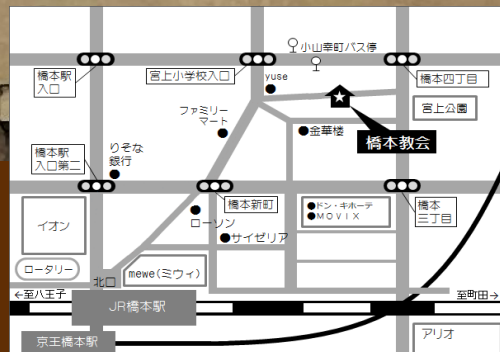 小山幸町バス停
橋本駅
入口
宮上小学校入口
yuse
橋本四丁目
宮上公園
ファミリー
マート
金華楼
橋本教会
橋本駅
入口第二
りそな
銀行
橋本新町
ドン・キホーテ
MOVIX
橋本
三丁目
ローソン
サイゼリア
イオン
ロータリー
北口
mewe(ミウィ)
←至八王子
至町田→
JR橋本駅
京王橋本駅
アリオ